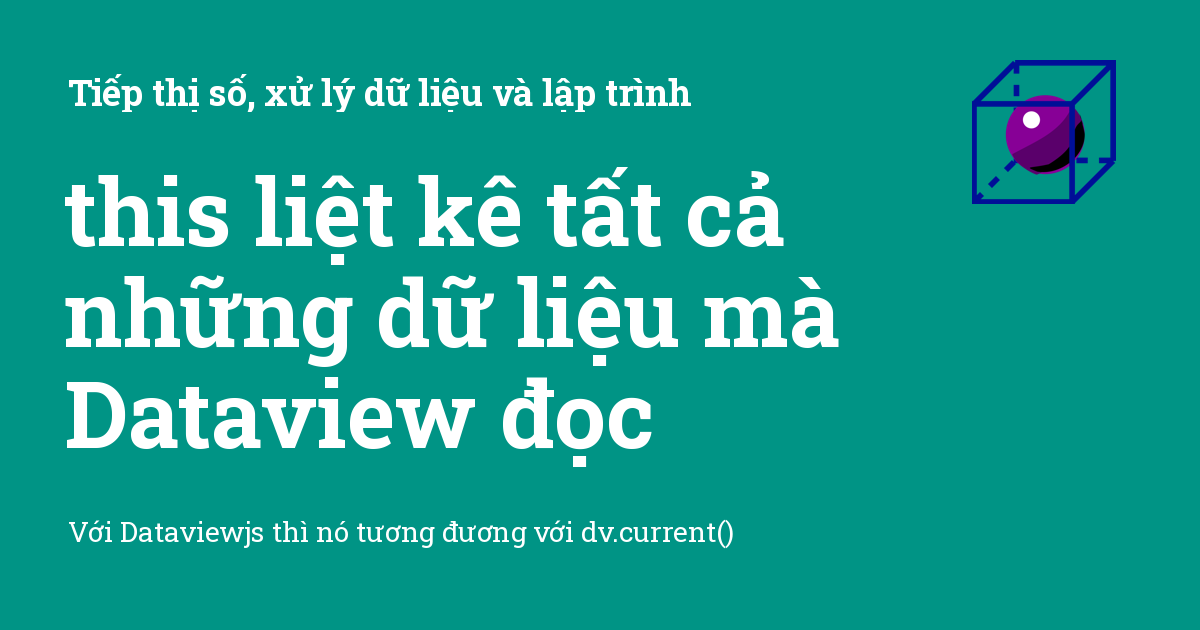 Tiếp thị số, xử lý dữ liệu và lập trình
this liệt kê tất cả
những dữ liệu mà
Dataview đọc
Với Dataviewjs thì nó tương đương với dv.current()